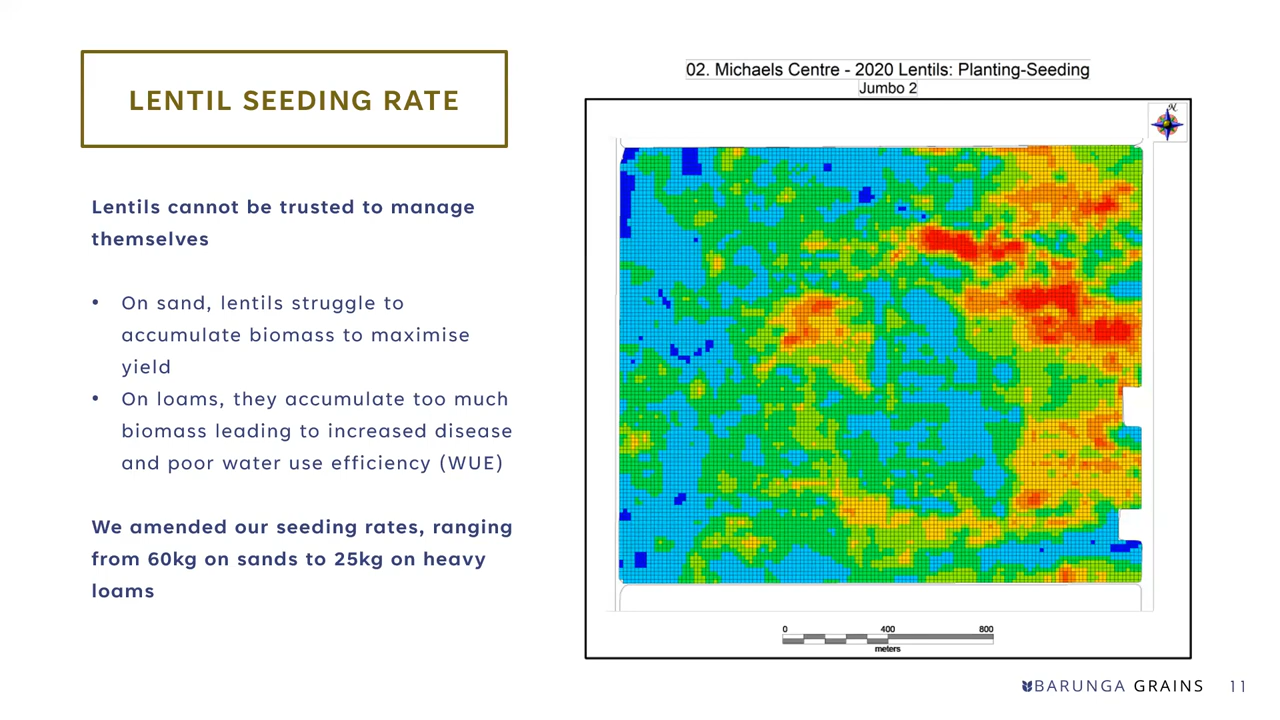 LENTIL SEEDING RATE
Lentils cannot be trusted to manage
themselves
• On sand, lentils struggle to
accumulate biomass to maximise
yield
• On loams, they accumulate too much
biomass leading to increased disease
and poor water use efficiency (WUE)
We amended our seeding rates, ranging
from 60kg on sands to 25kg on heavy
loams
02. Michaels Centre - 2020 Lentils: Planting-Seeding
Jumbo 2
N
0 400 800
meters
BARUNGA GRAINS 11